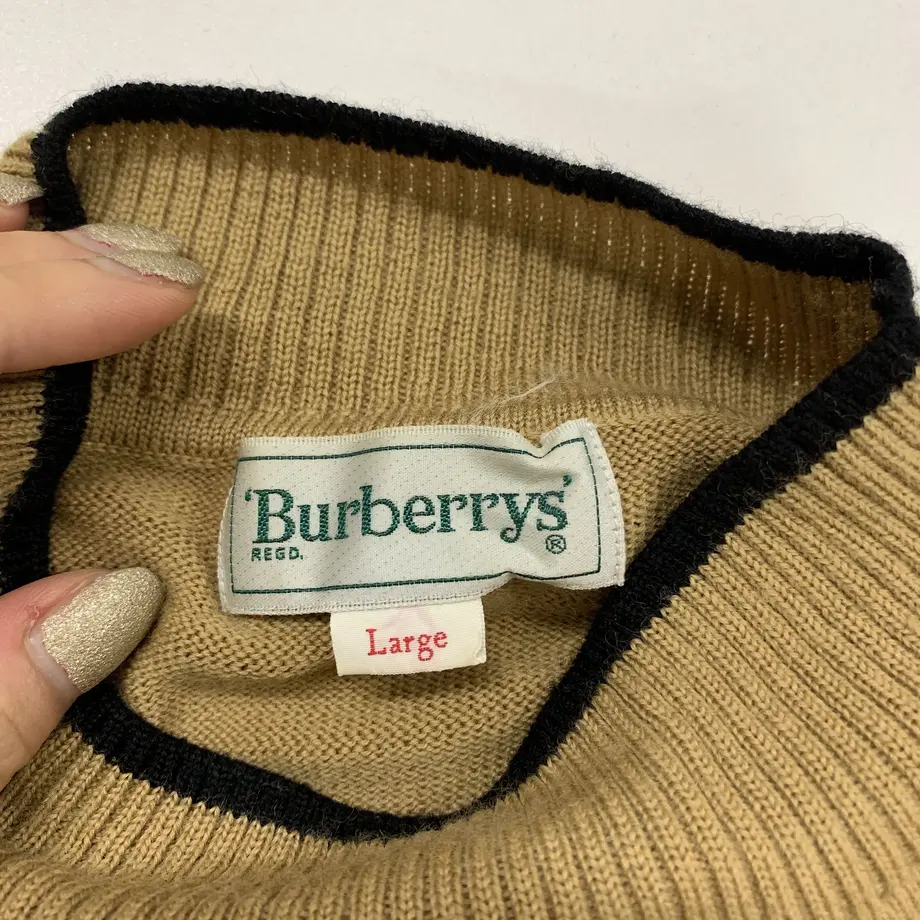 'Burberrys'
REGD. ®
Large